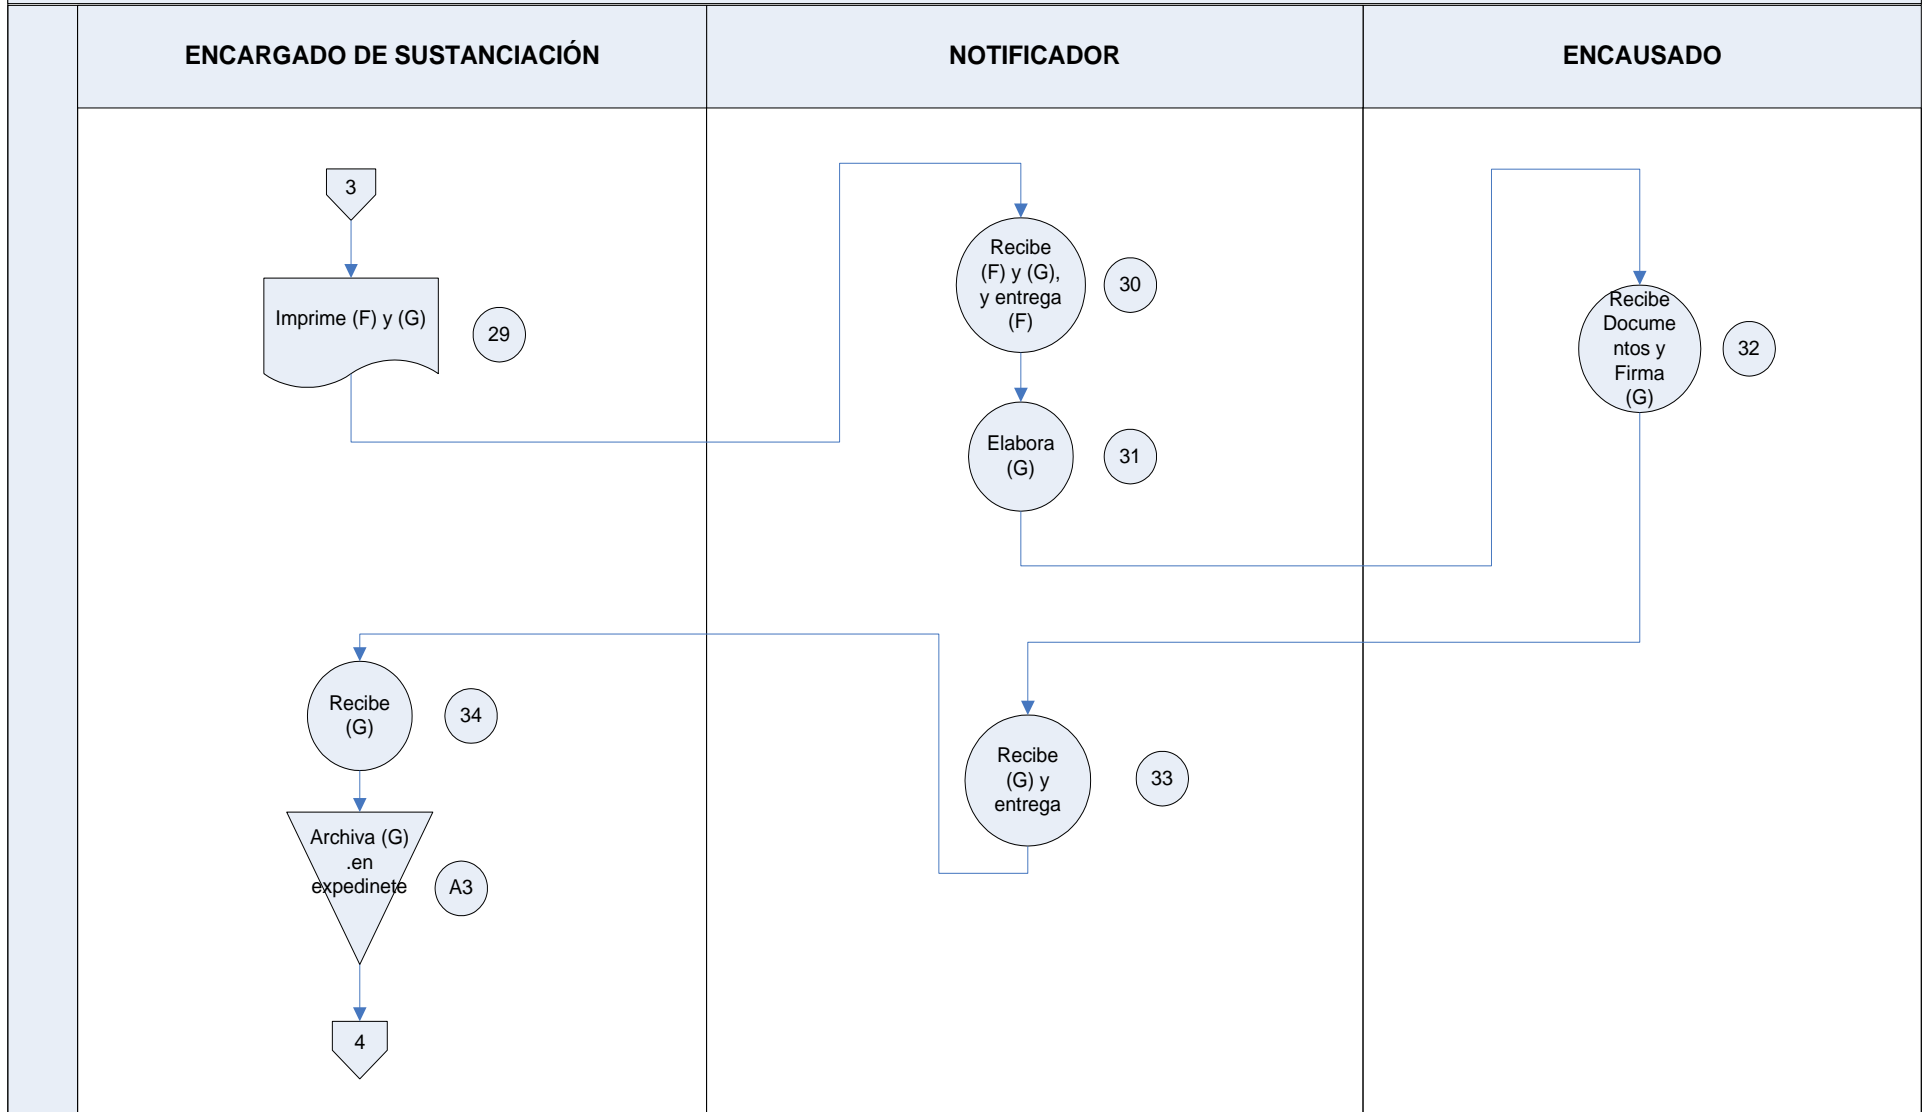 ENCARGADO DE SUSTANCIACIÓN
NOTIFICADOR
ENCAUSADO
3
Imprime (F) y (G)
29
Recibe
(F) y (G),
y entrega
(F)
30
Elabora
(G)
31
Recibe
Docume
ntos y
Firma
(G)
32
Recibe
(G) y
entrega
33
Recibe
(G)
34
Archiva (G)
.en
expedinete
A3
4